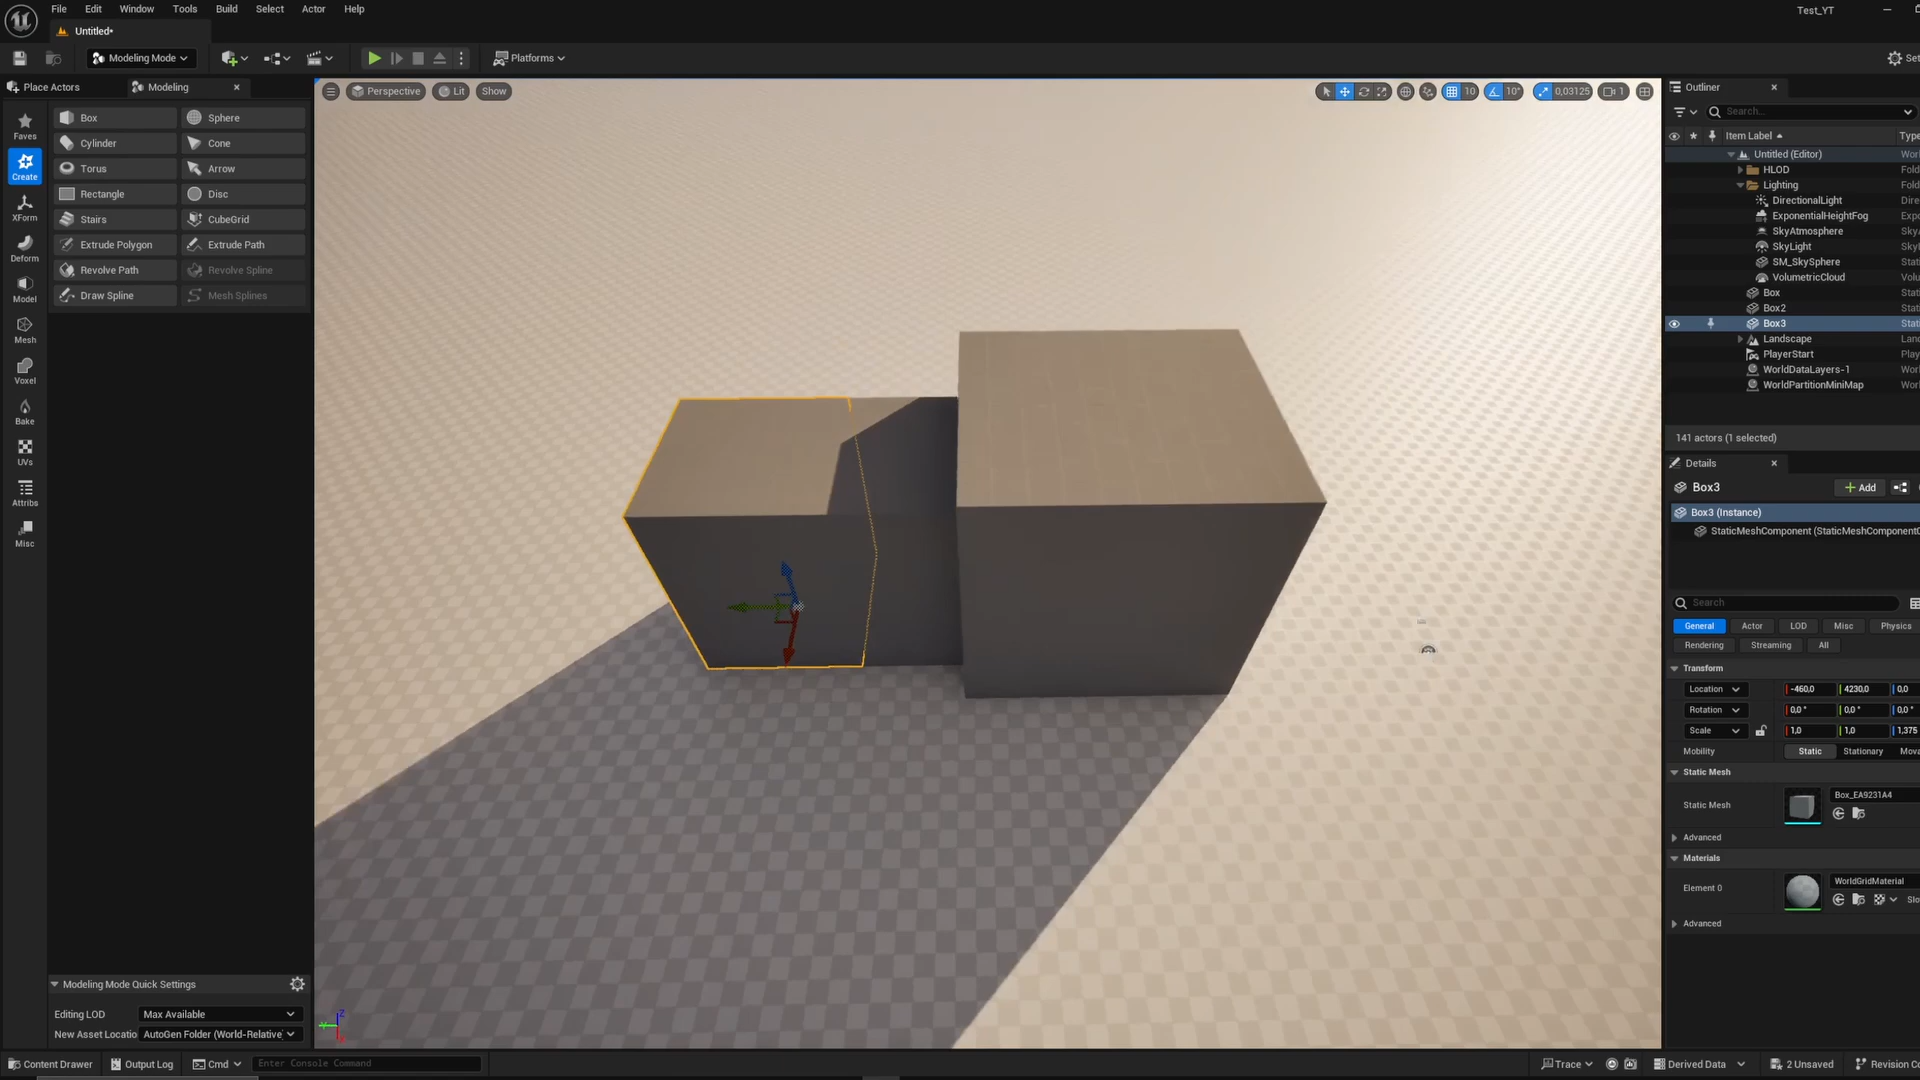 File Edit Window Tools Build Select Actor Help
Test_YT
Untitled*
Modeling Mode
Platforms
Place Actors
Modeling
Perspective
Lit
Show
10
10°
0,03125
1
Outliner
Search...
Item Label
Untitled (Editor)
HLOD
Lighting
DirectionalLight
ExponentialHeightFog
SkyAtmosphere
SkyLight
SM_SkySphere
VolumetricCloud
Box
Box2
Box3
Landscape
PlayerStart
WorldDataLayers-1
WorldPartitionMiniMap
141 actors (1 selected)
Faves
Create
XForm
Deform
Model
Mesh
Voxel
Bake
UVs
Attribs
Misc
Box
Sphere
Cylinder
Cone
Torus
Arrow
Rectangle
Disc
Stairs
CubeGrid
Extrude Polygon
Extrude Path
Revolve Path
Revolve Spline
Draw Spline
Mesh Splines
Details
Box3
Add
Box3 (Instance)
StaticMeshComponent (StaticMeshComponent
Search
General
Actor
LOD
Misc
Physics
Rendering
Streaming
All
Transform
Location -460,0 4230,0 0,0
Rotation 0,0° 0,0° 0,0°
Scale 1,0 1,0 1,375
Mobility Static Stationary Mova
Static Mesh
Static Mesh
Box_EA9231A4
Advanced
Materials
Element 0
WorldGridMaterial
Advanced
Modeling Mode Quick Settings
Editing LOD Max Available
New Asset Locatio AutoGen Folder (World-Relative)
Content Drawer
Output Log
Cmd
Enter Console Command
Trace
Derived Data
2 Unsaved
Revision Co